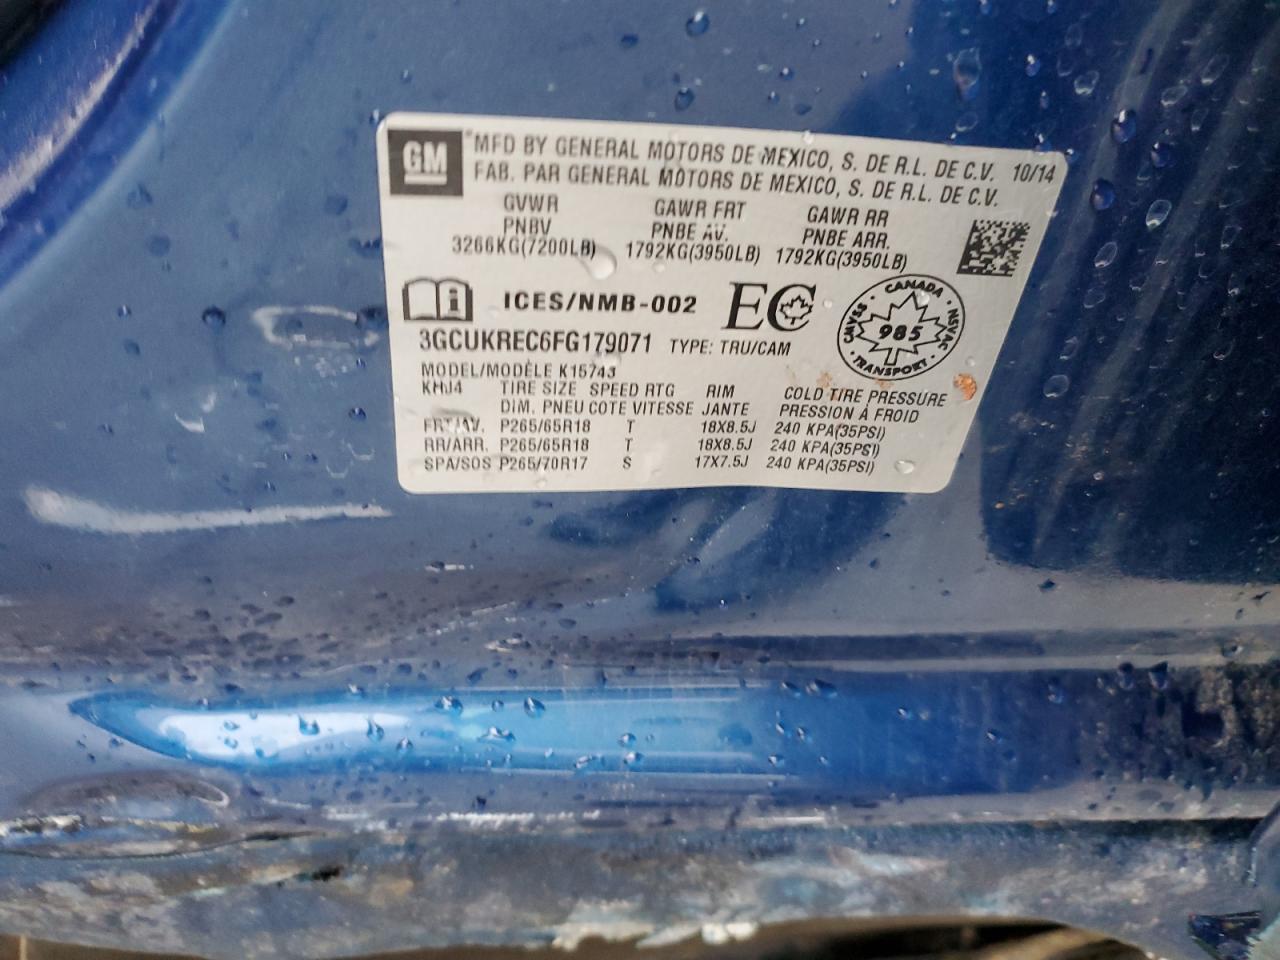 GM
MFD BY GENERAL MOTORS DE MEXICO, S. DE R.L. DE C.V. 10/14
FAB. PAR GENERAL MOTORS DE MEXICO, S. DE R.L. DE C.V.
GVWR GAWR FRT GAWR RR
PNBV PNBE AV. PNBE ARR.
3266KG(7200LB) 1792KG(3950LB) 1792KG(3950LB)
i ICES/NMB-002 EC
CANADA
CMVSS 985 NSVAC
TRANSPORT
3GCUKREC6FG179071 TYPE: TRU/CAM
MODEL/MODÈLE K15743
KHJ4 TIRE SIZE SPEED RTG RIM COLD TIRE PRESSURE
DIM. PNEU COTE VITESSE JANTE PRESSION À FROID
FRT/AV. P265/65R18 T 18X8.5J 240 KPA(35PSI)
RR/ARR. P265/65R18 T 18X8.5J 240 KPA(35PSI)
SPA/SOS P265/70R17 S 17X7.5J 240 KPA(35PSI)